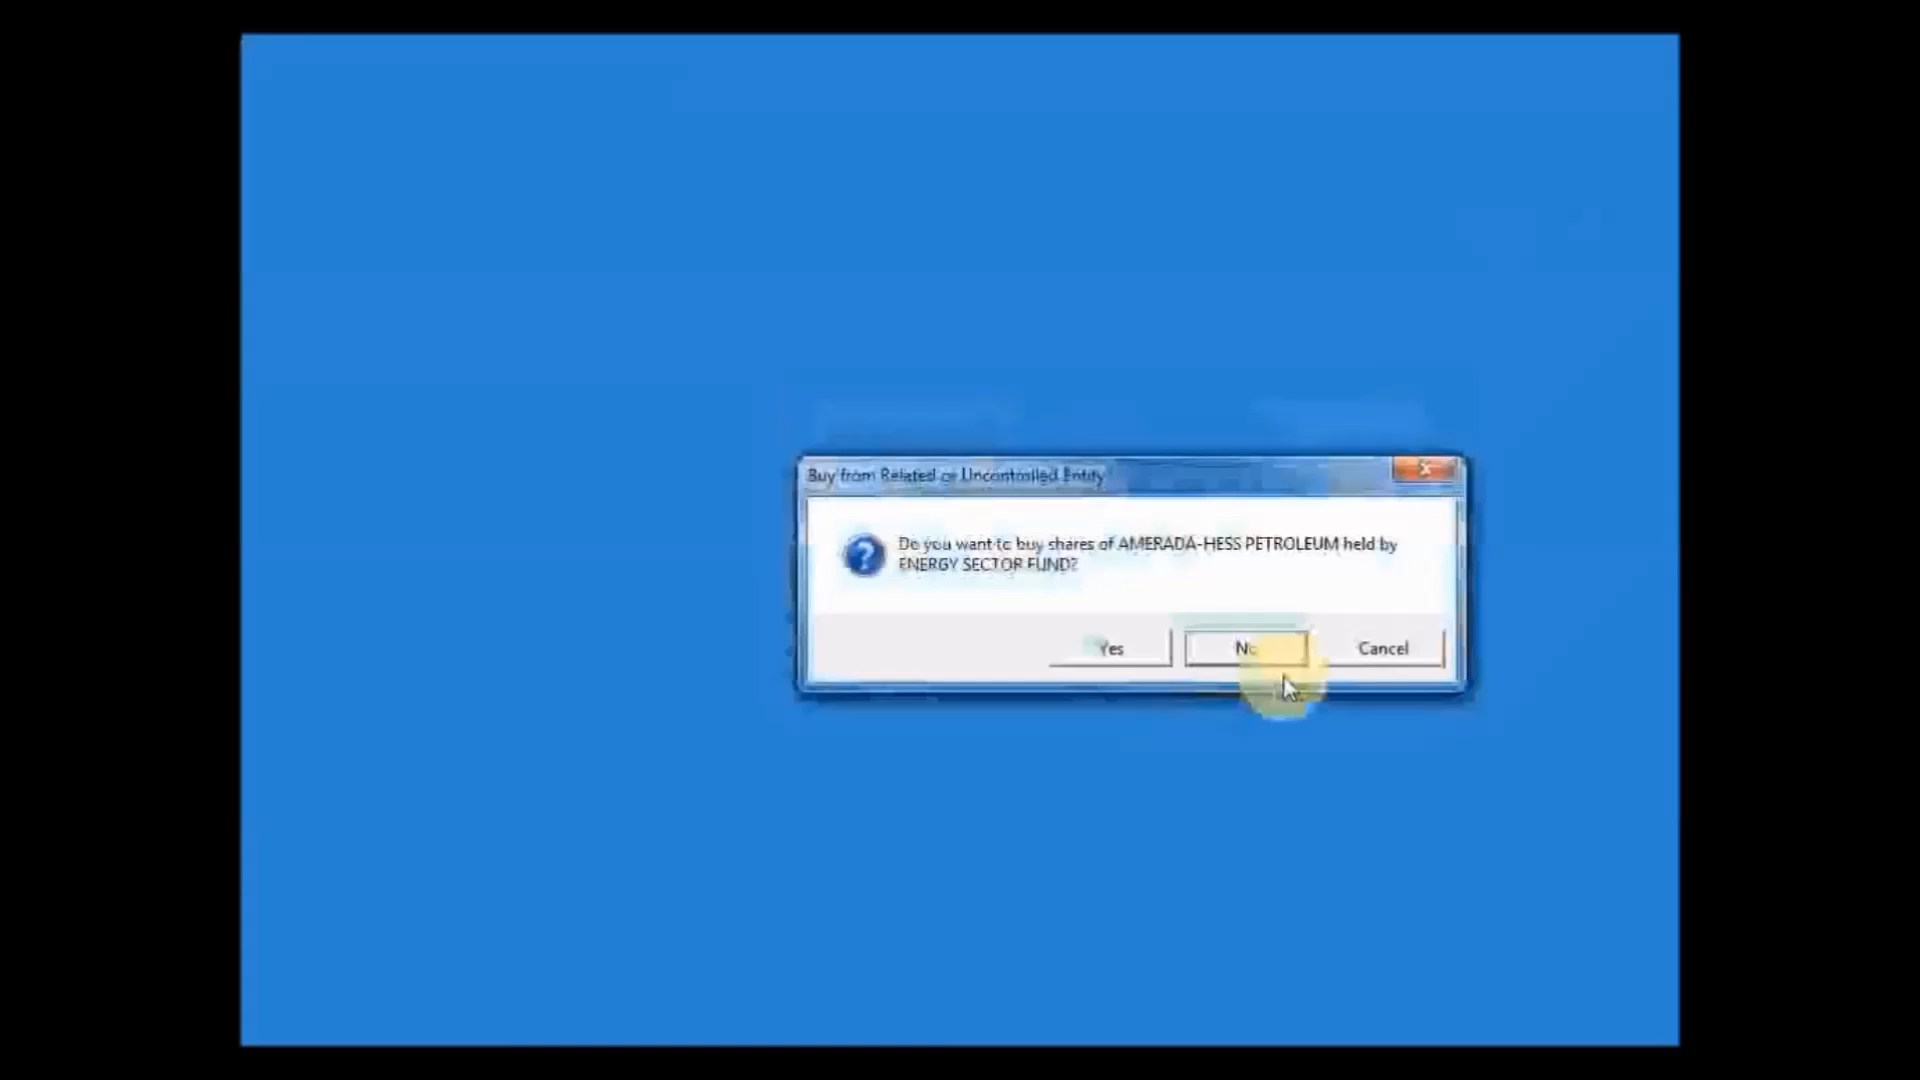 Buy from Related or Uncontrolled Entity
Do you want to buy shares of AMERADA-HESS PETROLEUM held by
ENERGY SECTOR FUND?
Yes
No
Cancel